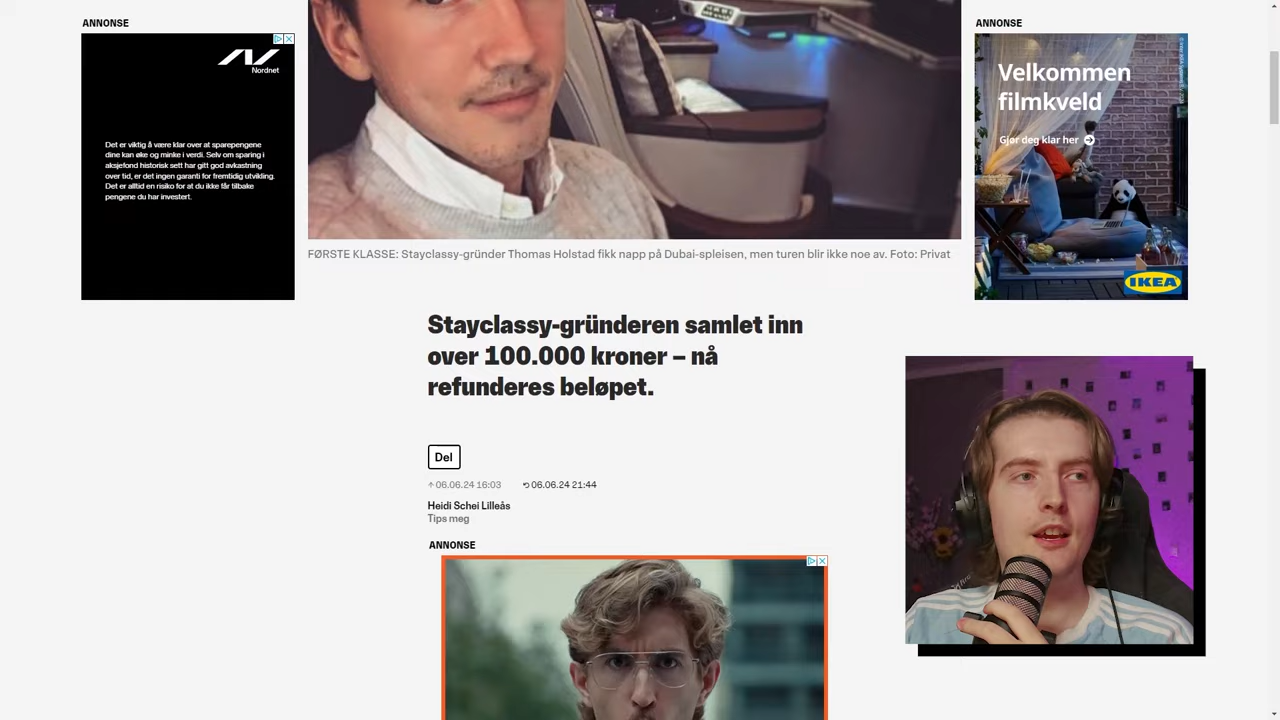 ANNONSE
Nordnet
Det er viktig å være klar over at sparepengene
dine kan øke og minke i verdi. Selv om sparing i
aksjefond historisk sett har gitt god avkastning
over tid, er det ingen garanti for fremtidig utvikling.
Det er alltid en risiko for at du ikke får tilbake
pengene du har investert.
ANNONSE
Velkommen
filmkveld
Gjør deg klar her
IKEA
FØRSTE KLASSE: Stayclassy-gründer Thomas Holstad fikk napp på Dubai-spleisen, men turen blir ikke noe av. Foto: Privat
Stayclassy-gründeren samlet inn
over 100.000 kroner – nå
refunderes beløpet.
Del
06.06.24 16:03 06.06.24 21:44
Heidi Schei Lilleås
Tips meg
ANNONSE